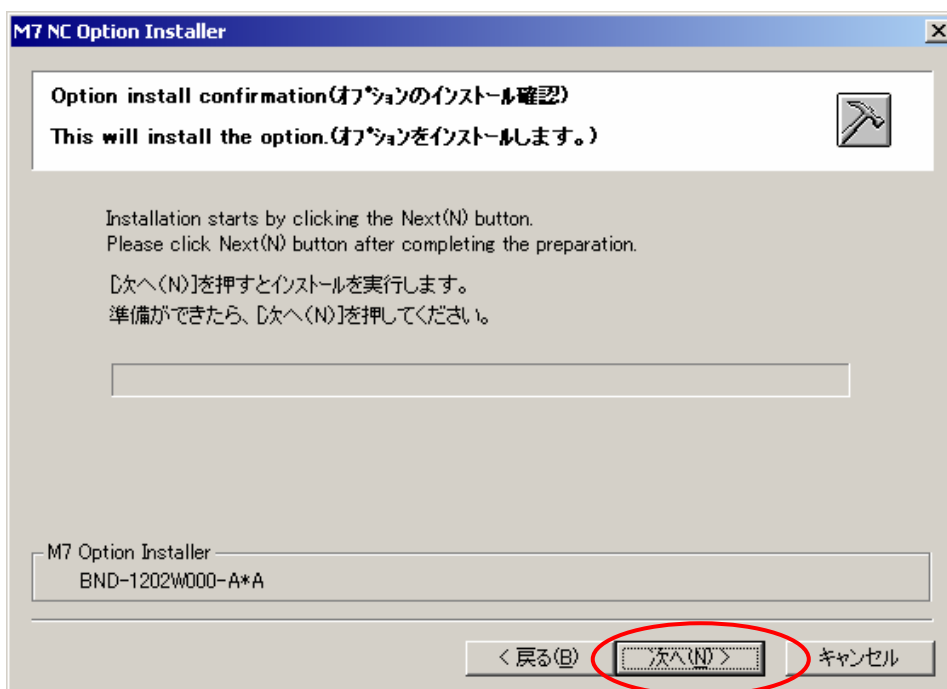 M7 NC Option Installer
Option install confirmation(ｵﾌﾟｼｮﾝのインストール確認)
This will install the option.(ｵﾌﾟｼｮﾝをインストールします。)
Installation starts by clicking the Next(N) button.
Please click Next(N) button after completing the preparation.
[次へ(N)]を押すとインストールを実行します。
準備ができたら、[次へ(N)]を押してください。
M7 Option Installer
BND-1202W000-A*A
< 戻る(B) 次へ(N) > キャンセル